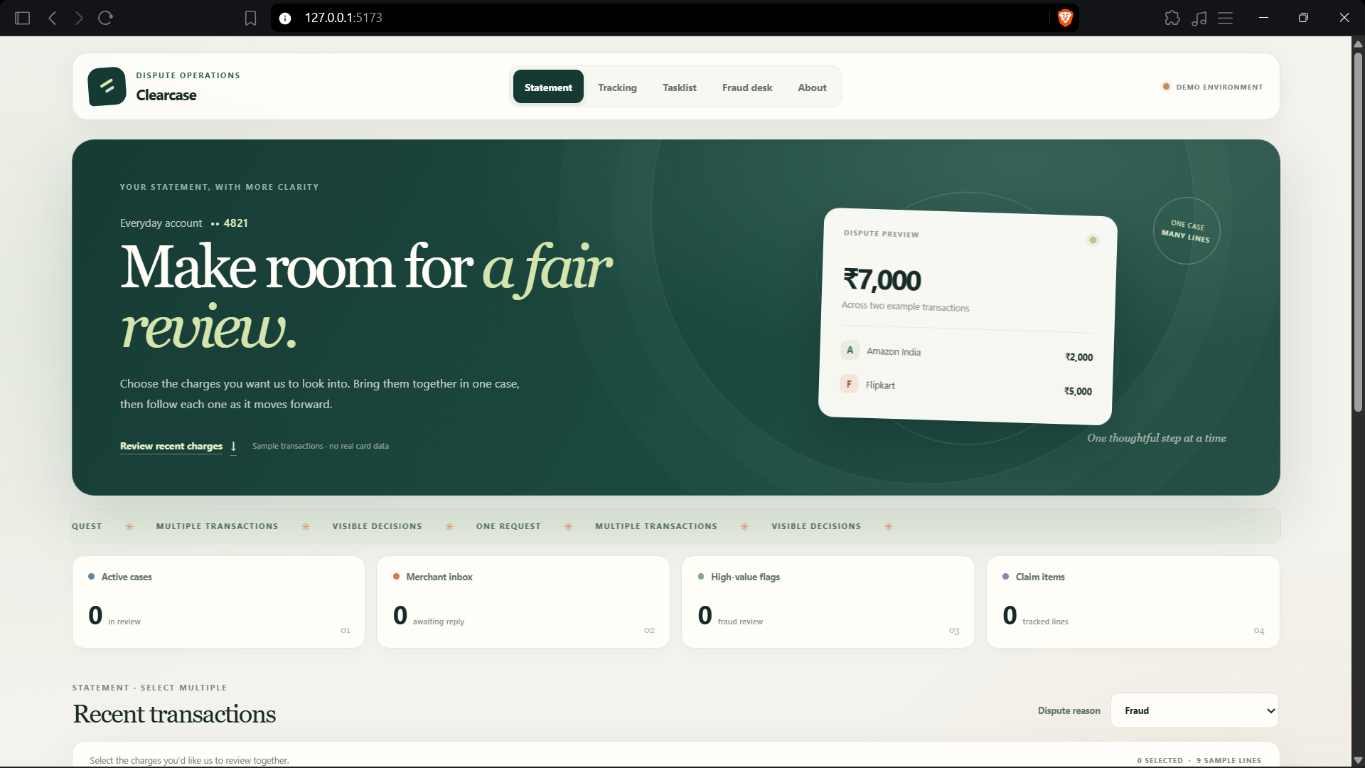 127.0.0.1:5173
DISPUTE OPERATIONS
Clearcase
Statement
Tracking
Tasklist
Fraud desk
About
DEMO ENVIRONMENT
YOUR STATEMENT, WITH MORE CLARITY
Everyday account •• 4821
Make room for a fair
review.
Choose the charges you want us to look into. Bring them together in one case,
then follow each one as it moves forward.
Review recent charges ↓ Sample transactions · no real card data
DISPUTE PREVIEW
₹7,000
Across two example transactions
A Amazon India ₹2,000
F Flipkart ₹5,000
ONE CASE
MANY LINES
One thoughtful step at a time
QUEST ✳ MULTIPLE TRANSACTIONS ✳ VISIBLE DECISIONS ✳ ONE REQUEST ✳ MULTIPLE TRANSACTIONS ✳ VISIBLE DECISIONS ✳
Active cases
0 in review
01
Merchant inbox
0 awaiting reply
02
High-value flags
0 fraud review
03
Claim items
0 tracked lines
04
STATEMENT · SELECT MULTIPLE
Recent transactions
Dispute reason
Fraud
Select the charges you'd like us to review together.
0 SELECTED · 9 SAMPLE LINES